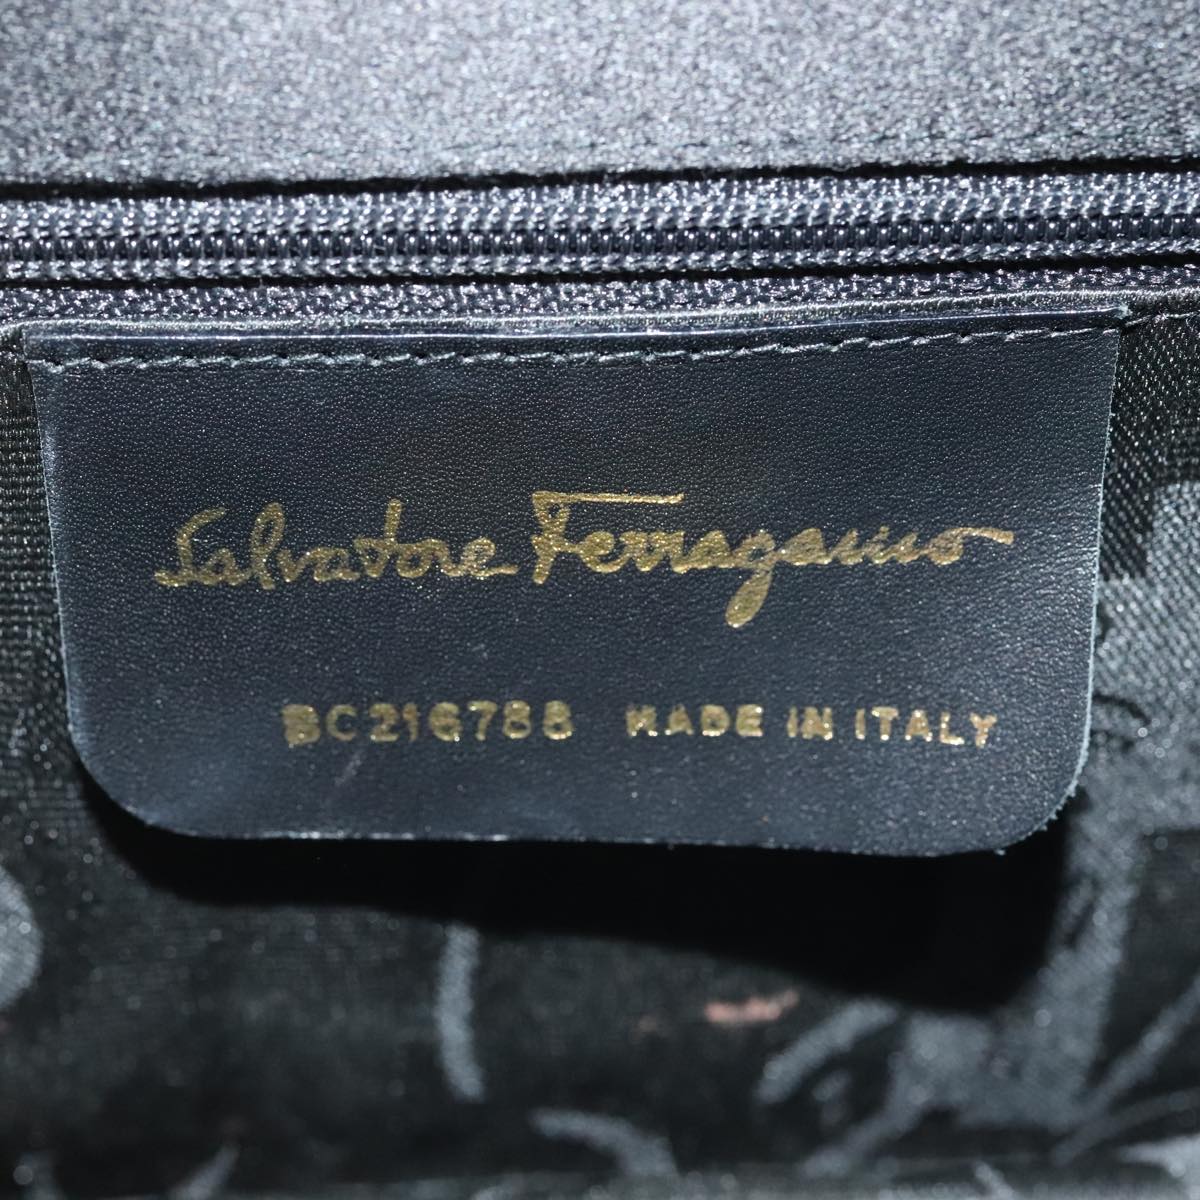 Salvatore Ferragamo
BC216788 MADE IN ITALY